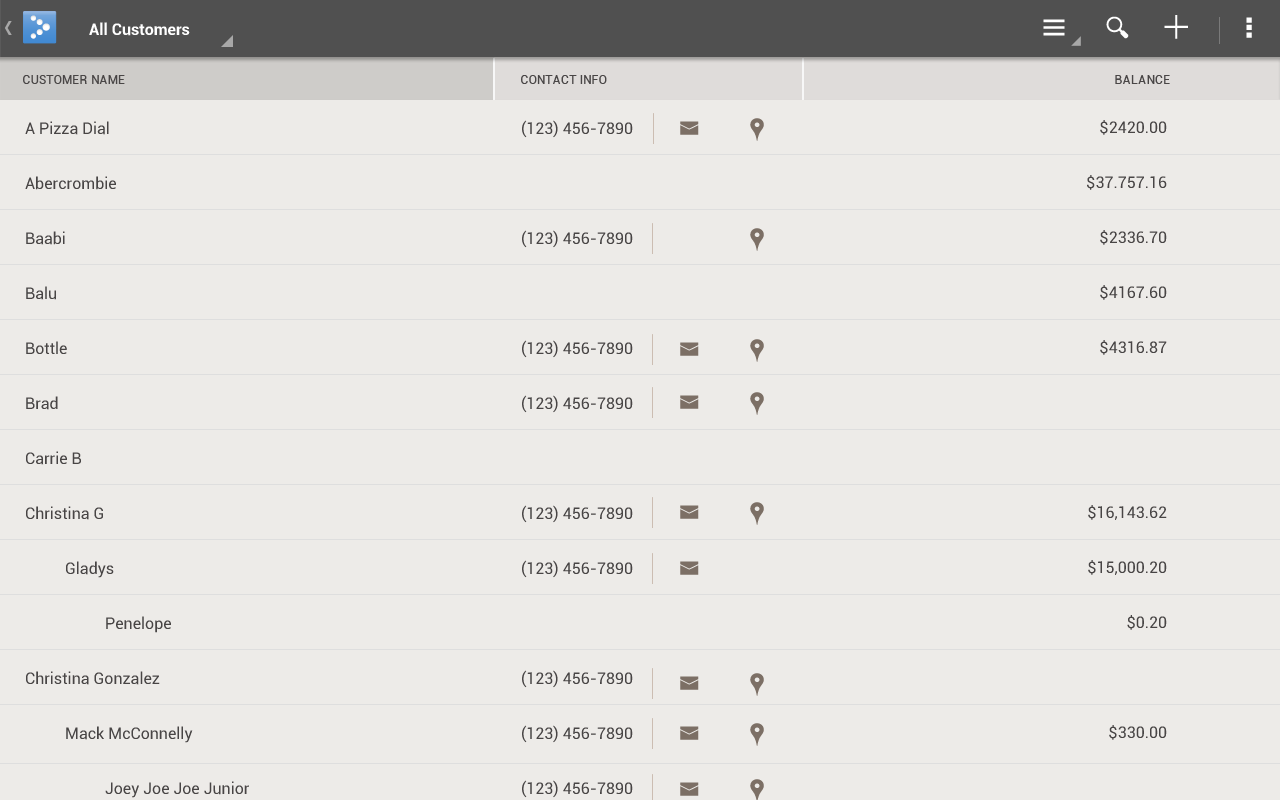 All Customers
CUSTOMER NAME CONTACT INFO BALANCE
A Pizza Dial (123) 456-7890 $2420.00
Abercrombie $37.757.16
Baabi (123) 456-7890 $2336.70
Balu $4167.60
Bottle (123) 456-7890 $4316.87
Brad (123) 456-7890
Carrie B
Christina G (123) 456-7890 $16,143.62
Gladys (123) 456-7890 $15,000.20
Penelope $0.20
Christina Gonzalez (123) 456-7890
Mack McConnelly (123) 456-7890 $330.00
Joey Joe Joe Junior (123) 456-7890